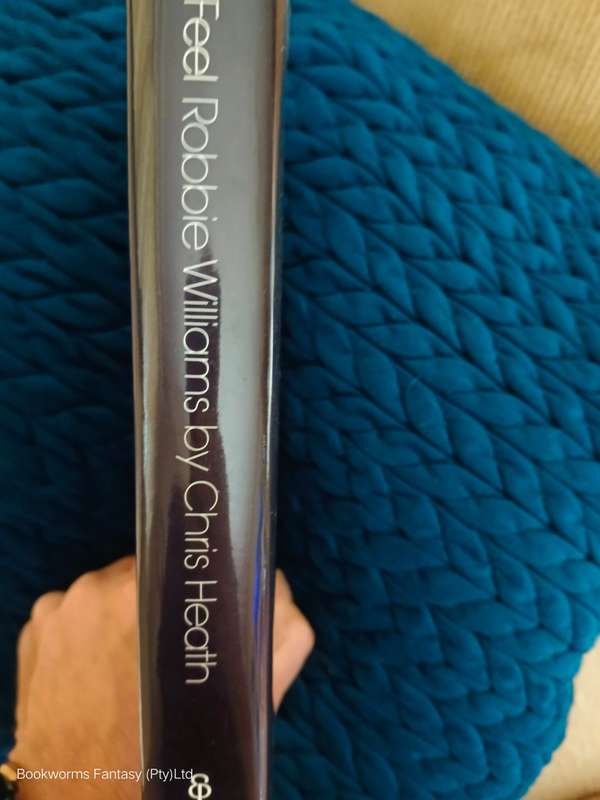 Feel Robbie Williams by Chris Heath
Bookworms Fantasy (Pty)Ltd